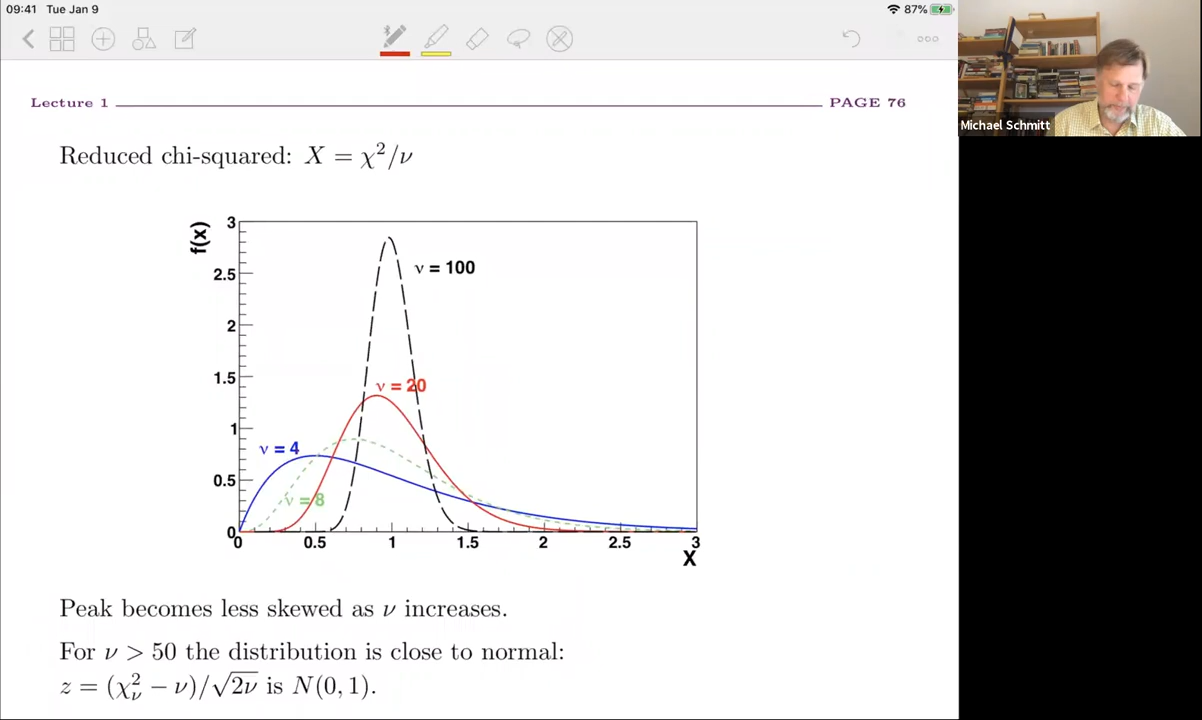 09:41 Tue Jan 9
87%
Lecture 1 PAGE 76
Michael Schmitt
Reduced chi-squared: X = χ²/ν
f(x)
3
2.5
2
1.5
1
0.5
0
ν = 100
ν = 20
ν = 4
ν = 8
0 0.5 1 1.5 2 2.5 3
X
Peak becomes less skewed as ν increases.
For ν > 50 the distribution is close to normal:
z = (χ²_ν − ν)/√2ν is N(0, 1).